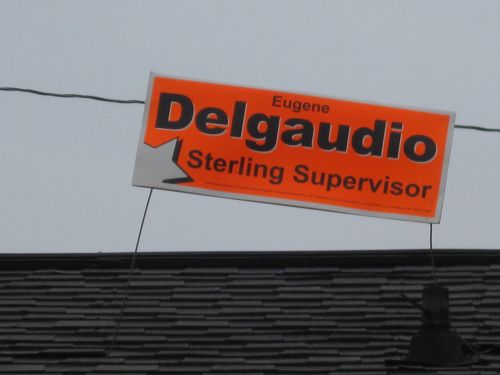 Eugene
Delgaudio
Sterling Supervisor